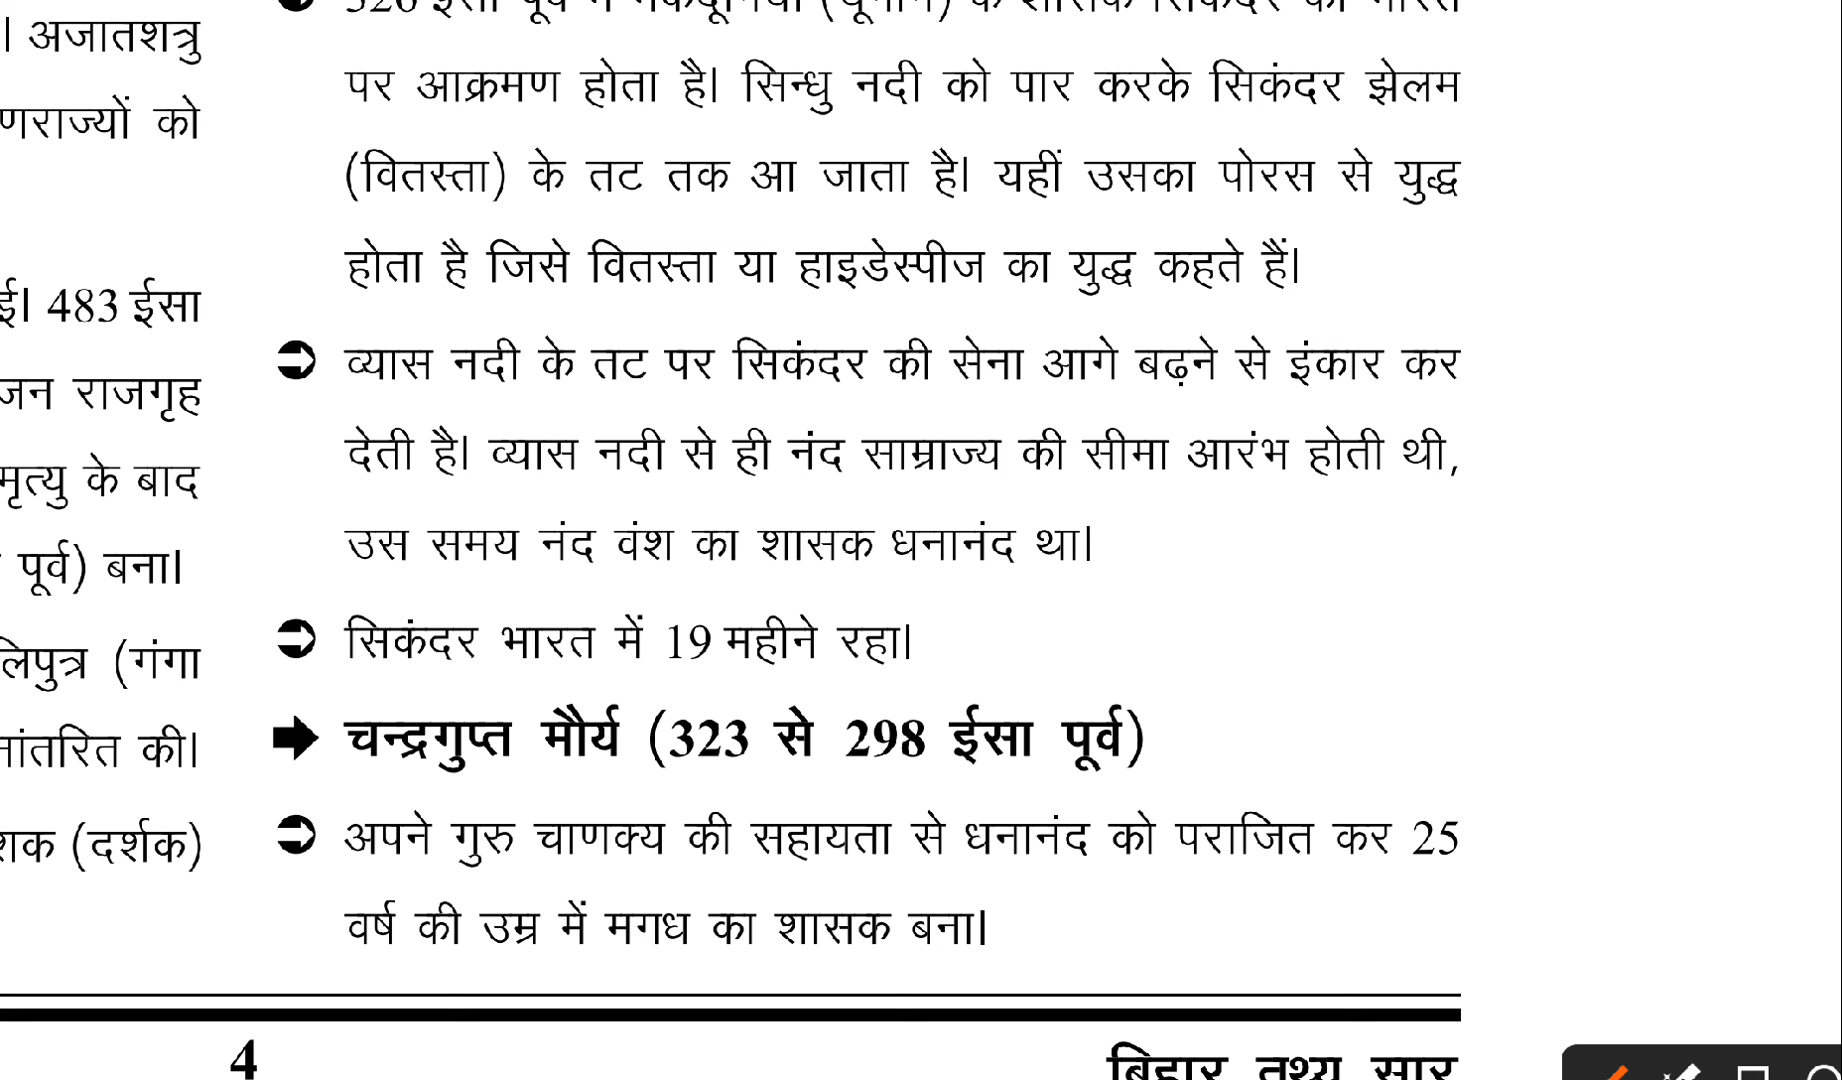 । अजातशत्रु
णराज्यों को
ई। 483 ईसा
जन राजगृह
मृत्यु के बाद
पूर्व) बना।
लिपुत्र (गंगा
नांतरित की।
शक (दर्शक)
पर आक्रमण होता है। सिन्धु नदी को पार करके सिकंदर झेलम
(वितस्ता) के तट तक आ जाता है। यहीं उसका पोरस से युद्ध
होता है जिसे वितस्ता या हाइडेस्पीज का युद्ध कहते हैं।
➲ व्यास नदी के तट पर सिकंदर की सेना आगे बढ़ने से इंकार कर
देती है। व्यास नदी से ही नंद साम्राज्य की सीमा आरंभ होती थी,
उस समय नंद वंश का शासक धनानंद था।
➲ सिकंदर भारत में 19 महीने रहा।
➡ चन्द्रगुप्त मौर्य (323 से 298 ईसा पूर्व)
➲ अपने गुरु चाणक्य की सहायता से धनानंद को पराजित कर 25
वर्ष की उम्र में मगध का शासक बना।
4
बिहार तथ्य सार